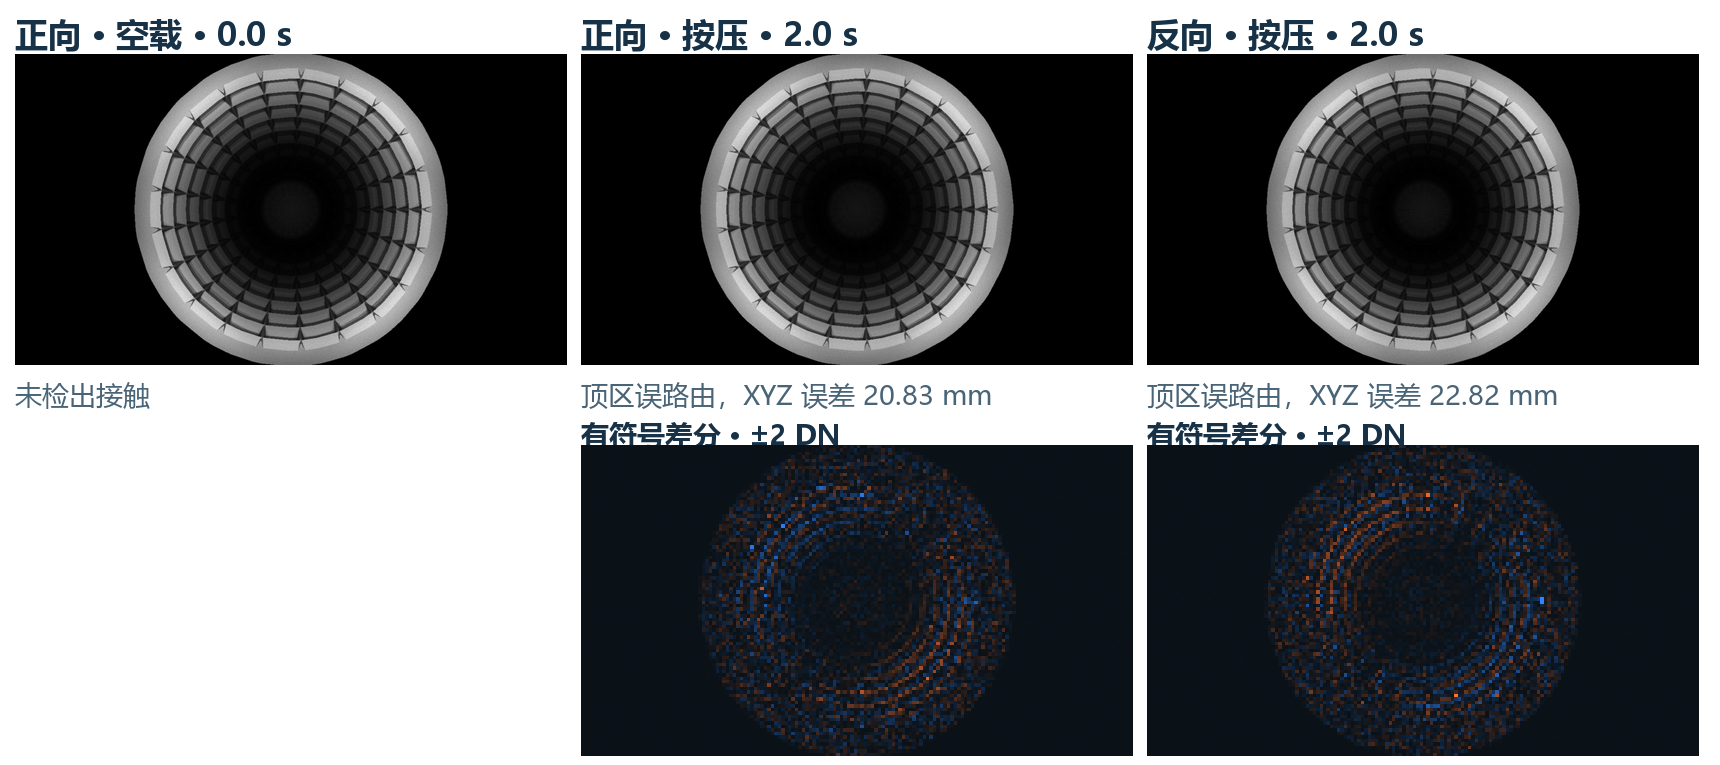 正向・空载・0.0 s
正向・按压・2.0 s
反向・按压・2.0 s
未检出接触
顶区误路由，XYZ 误差 20.83 mm
顶区误路由，XYZ 误差 22.82 mm
有符号差分・±2 DN
有符号差分・±2 DN